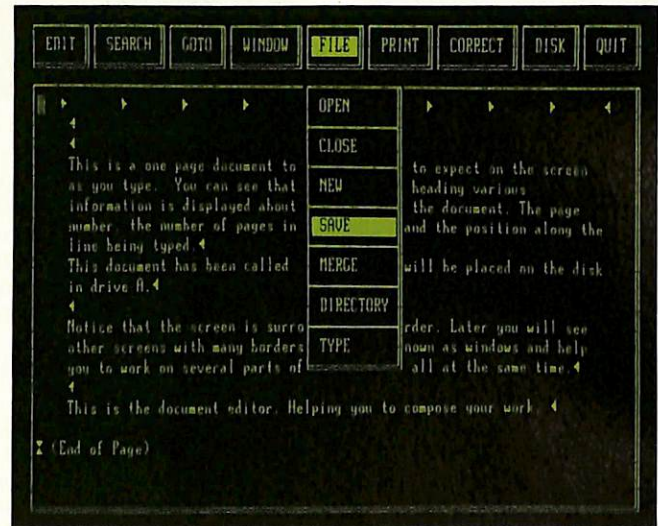 EDIT SEARCH GOTO WINDOW FILE PRINT CORRECT DISK QUIT
OPEN
CLOSE
NEW
SAVE
MERGE
DIRECTORY
TYPE
This is a one page document to to expect on the screen
as you type. You can see that heading various
information is displayed about the document. The page
number, the number of pages in and the position along the
line being typed.
This document has been called will be placed on the disk
in drive A.
Notice that the screen is surro rder. Later you will see
other screens with many borders nown as windows and help
you to work on several parts of all at the same time.
This is the document editor. Helping you to compose your work.
(End of Page)